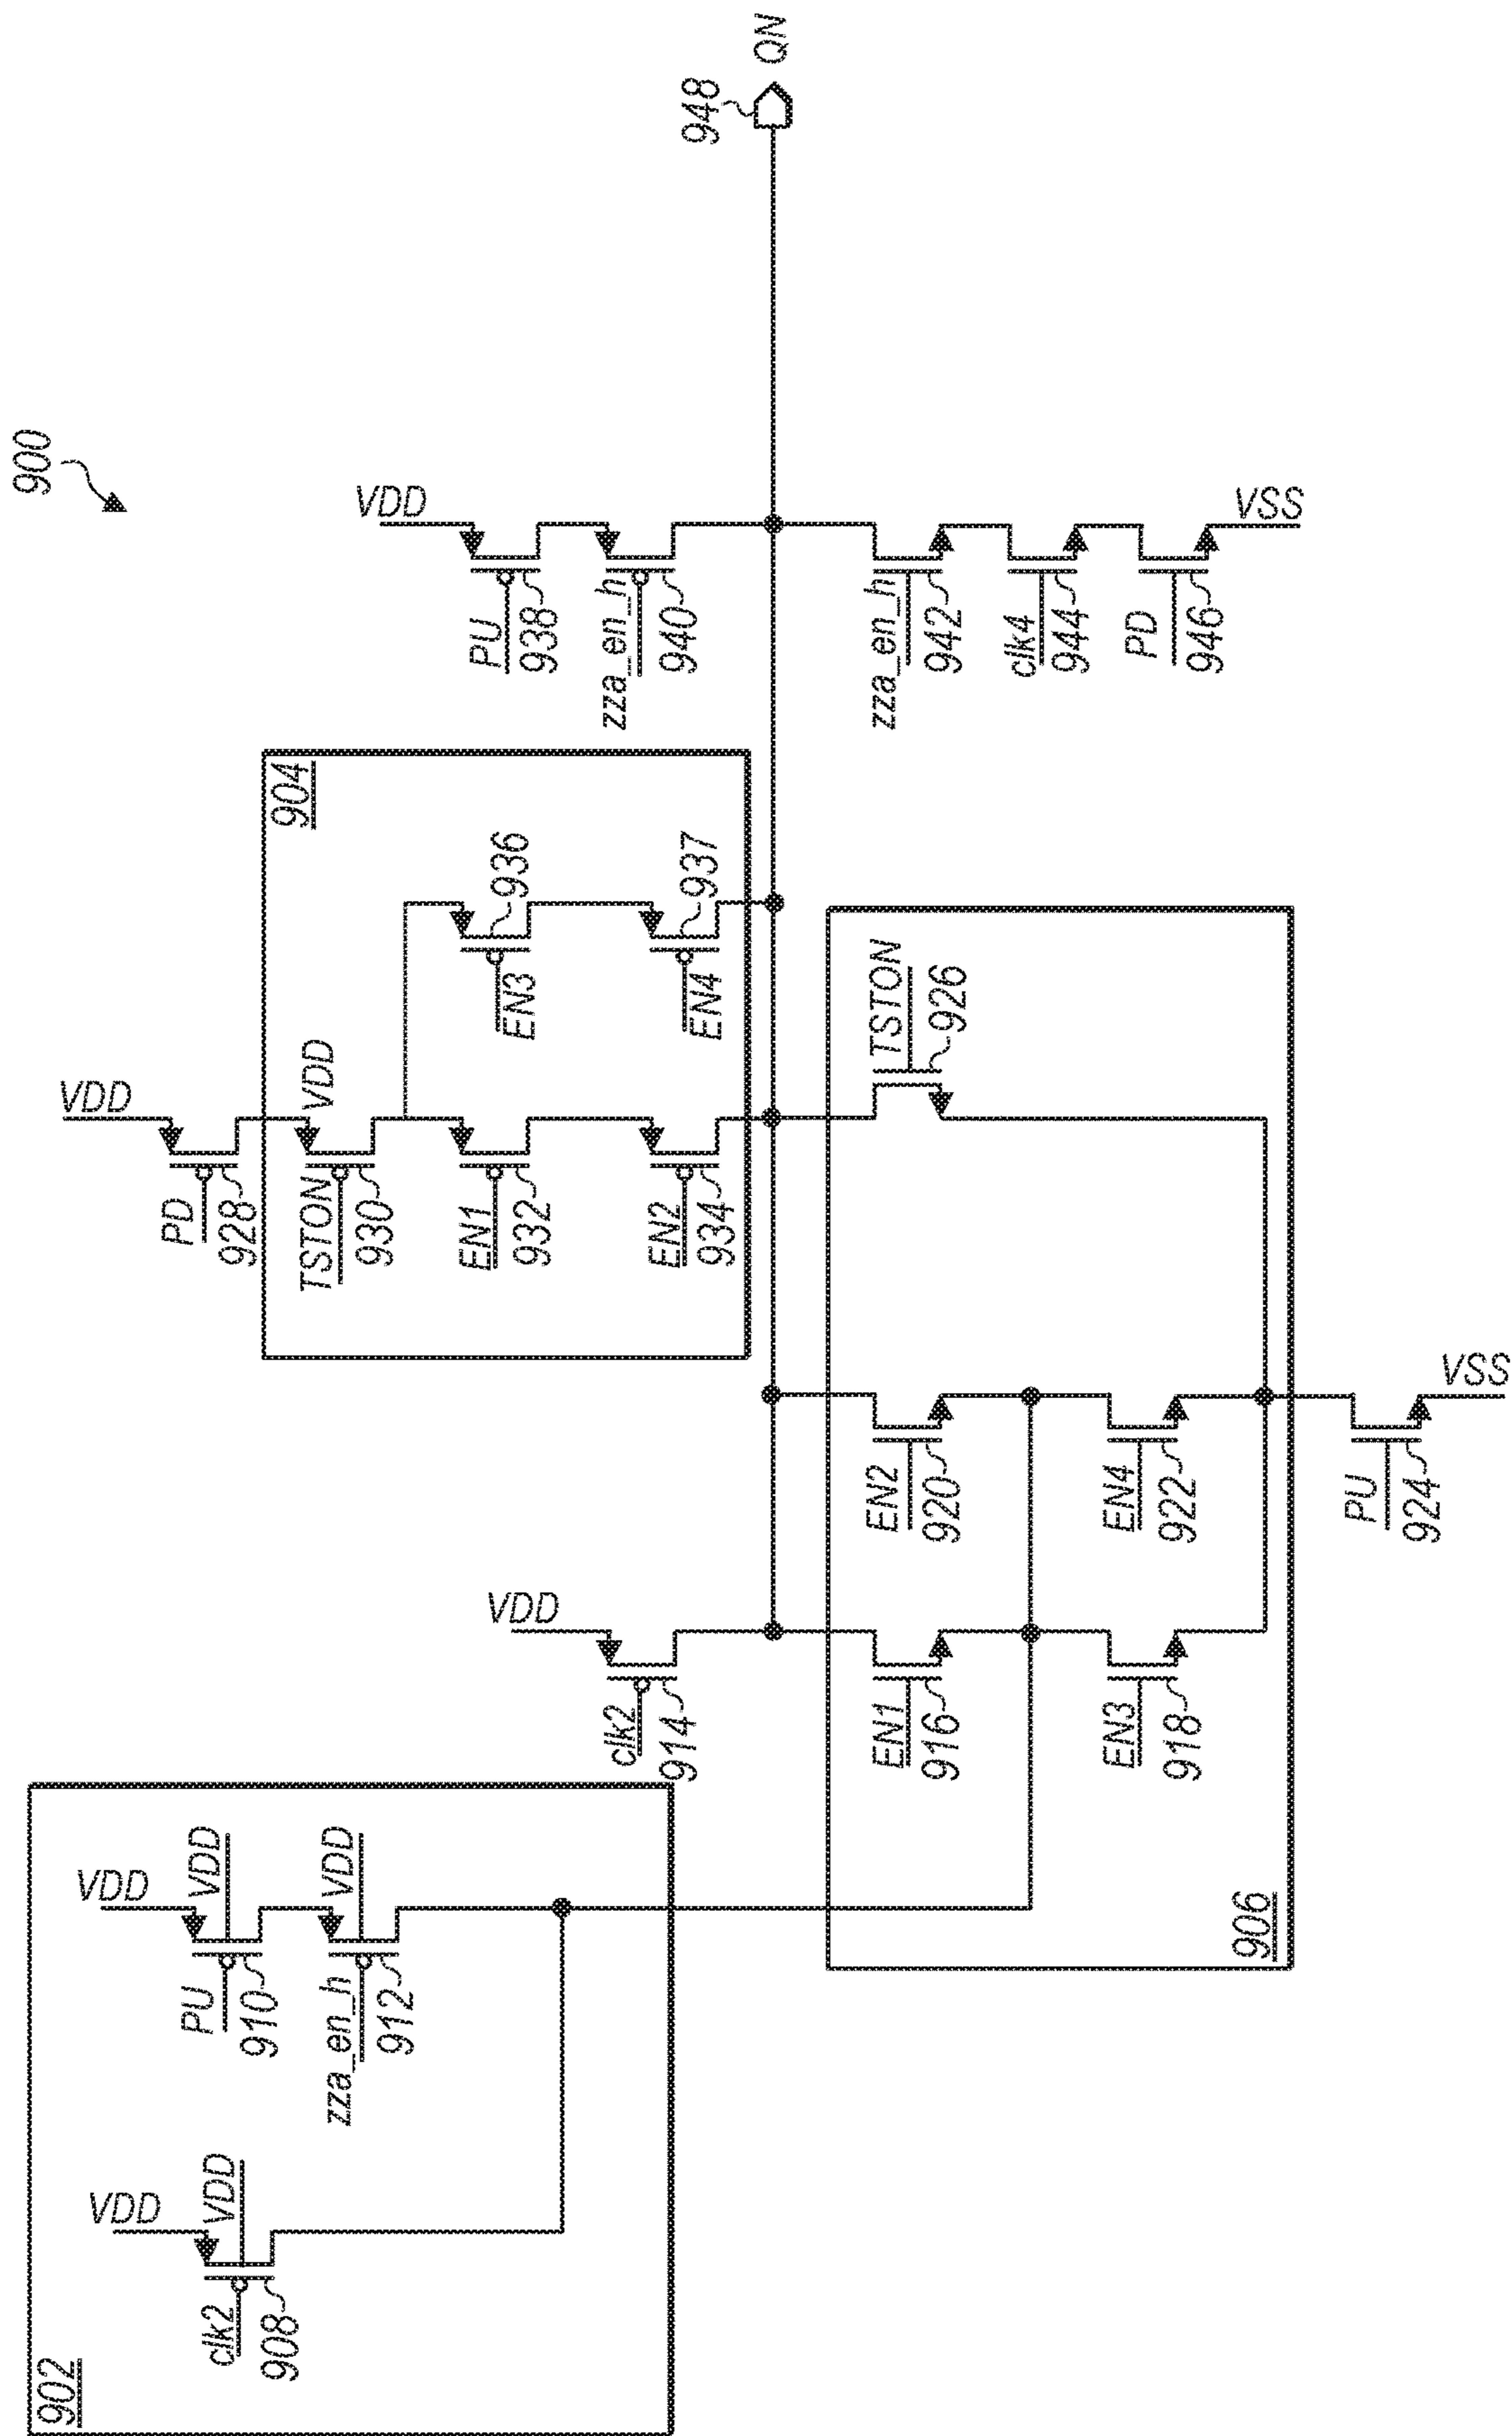 900
902
VDD
clk2
VDD
908
VDD
PU
VDD
910
zza_en_h
VDD
912
VDD
clk2
914
VDD
PD
928
904
TSTON
VDD
930
EN1
932
EN2
934
EN3
936
EN4
937
VDD
PU
938
zza_en_h
940
948
QN
906
EN1
916
EN2
920
EN3
918
EN4
922
TSTON
926
PU
924
VSS
zza_en_h
942
clk4
944
PD
946
VSS